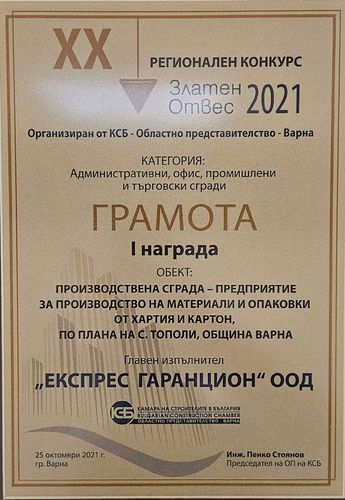 XX
РЕГИОНАЛЕН КОНКУРС
Златен
Отвес 2021
Организиран от КСБ - Областно представителство - Варна
КАТЕГОРИЯ:
Административни, офис, промишлени
и търговски сгради
ГРАМОТА
I награда
ОБЕКТ:
ПРОИЗВОДСТВЕНА СГРАДА – ПРЕДПРИЯТИЕ
ЗА ПРОИЗВОДСТВО НА МАТЕРИАЛИ И ОПАКОВКИ
ОТ ХАРТИЯ И КАРТОН,
ПО ПЛАНА НА С. ТОПОЛИ, ОБЩИНА ВАРНА
Главен изпълнител
„ЕКСПРЕС ГАРАНЦИОН“ ООД
КСБ
КАМАРА НА СТРОИТЕЛИТЕ В БЪЛГАРИЯ
BULGARIAN CONSTRUCTION CHAMBER
ОБЛАСТНО ПРЕДСТАВИТЕЛСТВО ВАРНА
25 октомври 2021 г.
гр. Варна
Инж. Пенко Стоянов
Председател на ОП на КСБ